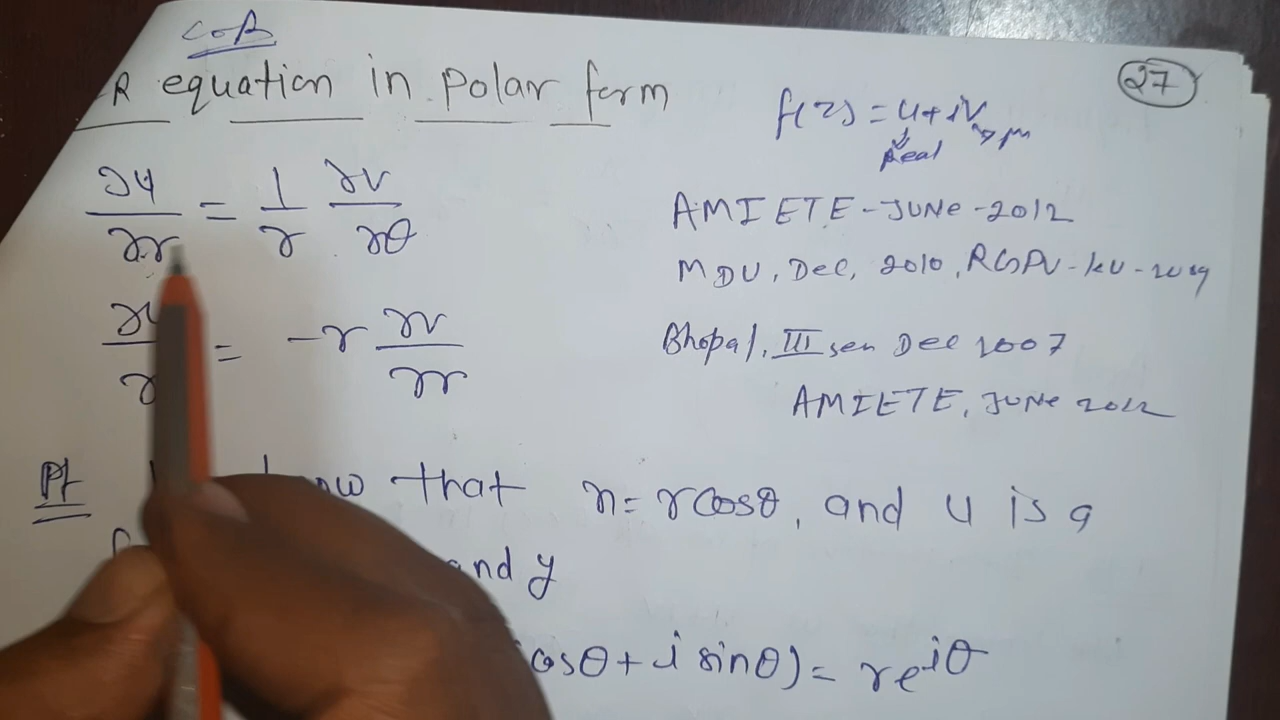 R equation in polar form
27
f(z) = u+iv
Real
∂u/∂r = 1/r ∂v/∂θ
AMIETE - JUNE - 2012
MDU, Dec, 2010, RGPV-
= -r ∂v/∂r
Bhopal, III sem Dec 2007
AMIETE, JUNE 2012
Pf that x = r cosθ, and u is a
and y
cosθ + i sinθ) = re^{iθ}